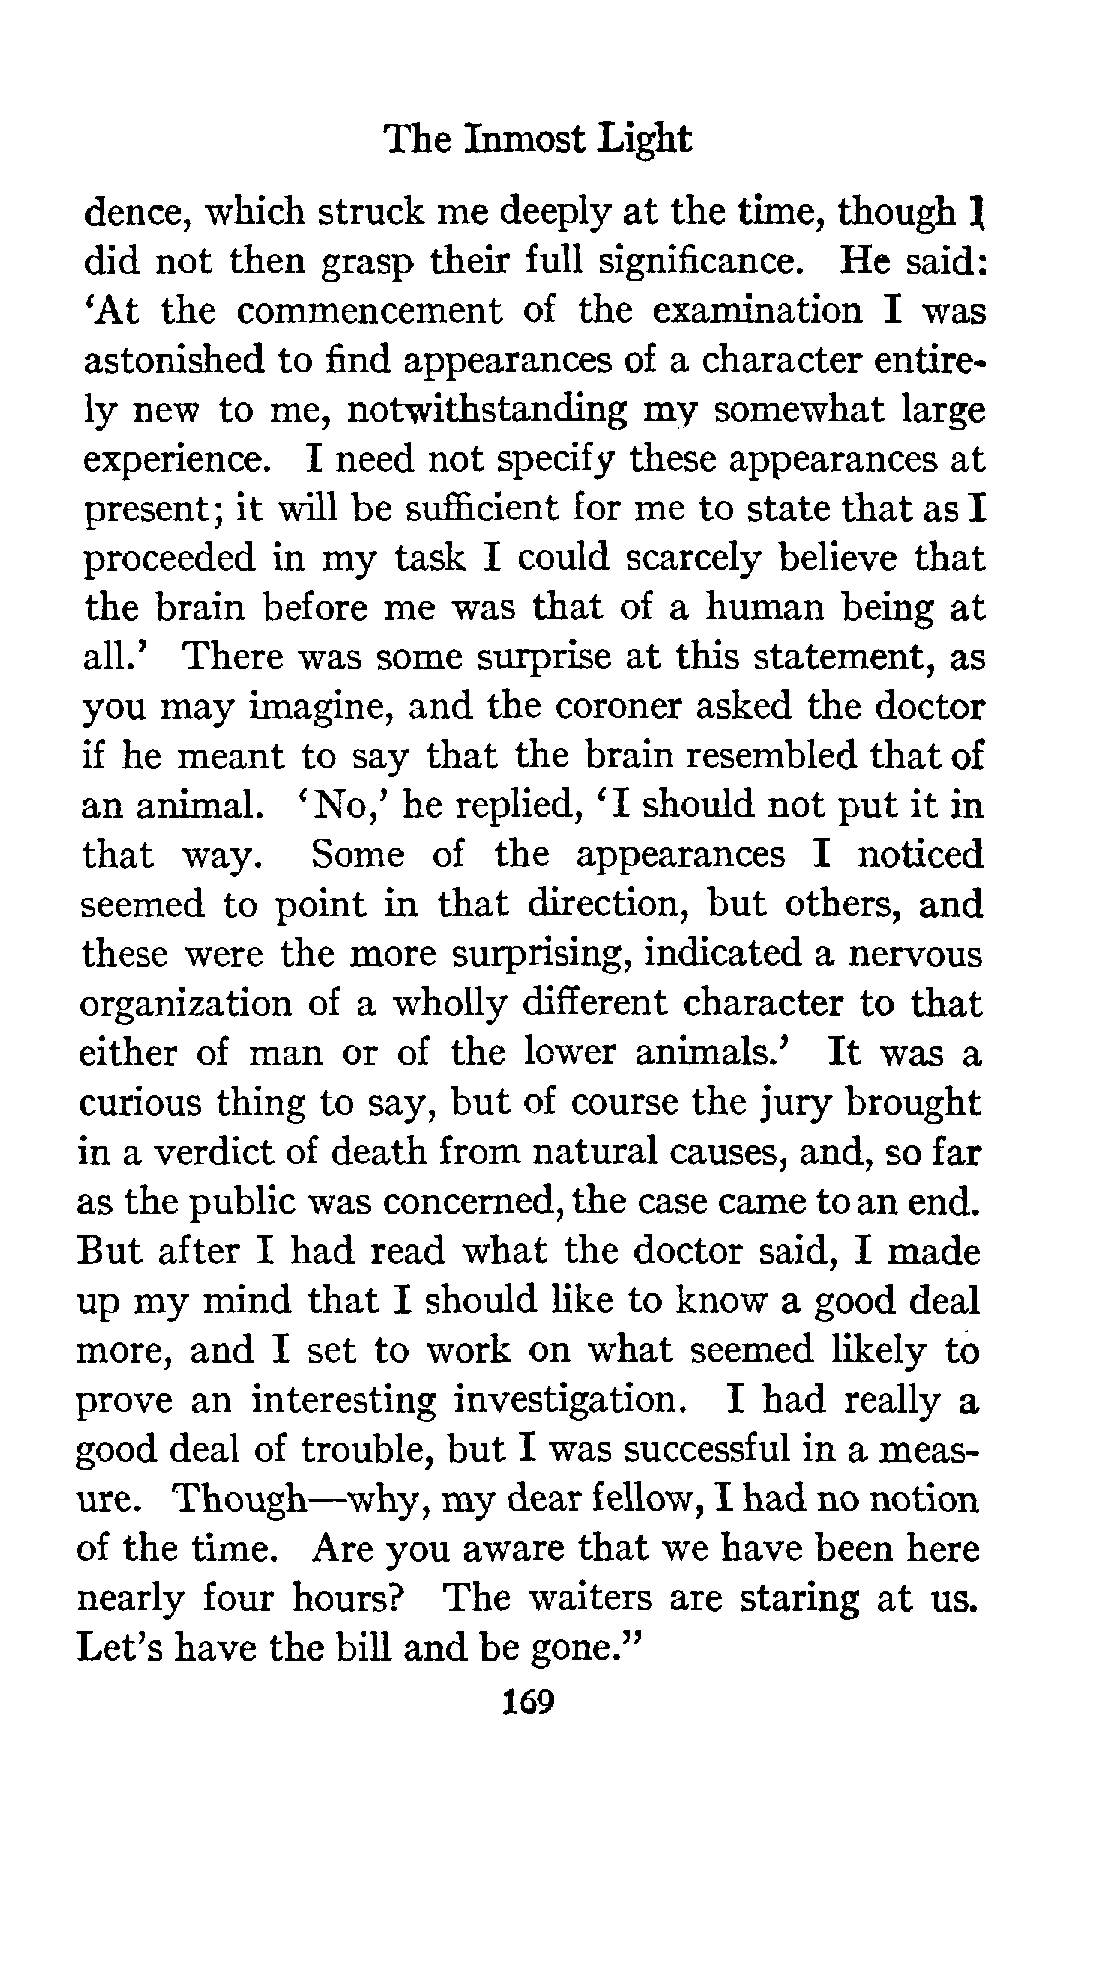 The Inmost Light
dence, which struck me deeply at the time, though I
did not then grasp their full significance. He said:
‘At the commencement of the examination I was
astonished to find appearances of a character entire-
ly new to me, notwithstanding my somewhat large
experience. I need not specify these appearances at
present; it will be sufficient for me to state that as I
proceeded in my task I could scarcely believe that
the brain before me was that of a human being at
all.’ There was some surprise at this statement, as
you may imagine, and the coroner asked the doctor
if he meant to say that the brain resembled that of
an animal. ‘No,’ he replied, ‘I should not put it in
that way. Some of the appearances I noticed
seemed to point in that direction, but others, and
these were the more surprising, indicated a nervous
organization of a wholly different character to that
either of man or of the lower animals.’ It was a
curious thing to say, but of course the jury brought
in a verdict of death from natural causes, and, so far
as the public was concerned, the case came to an end.
But after I had read what the doctor said, I made
up my mind that I should like to know a good deal
more, and I set to work on what seemed likely to
prove an interesting investigation. I had really a
good deal of trouble, but I was successful in a meas-
ure. Though—why, my dear fellow, I had no notion
of the time. Are you aware that we have been here
nearly four hours? The waiters are staring at us.
Let's have the bill and be gone.”
169